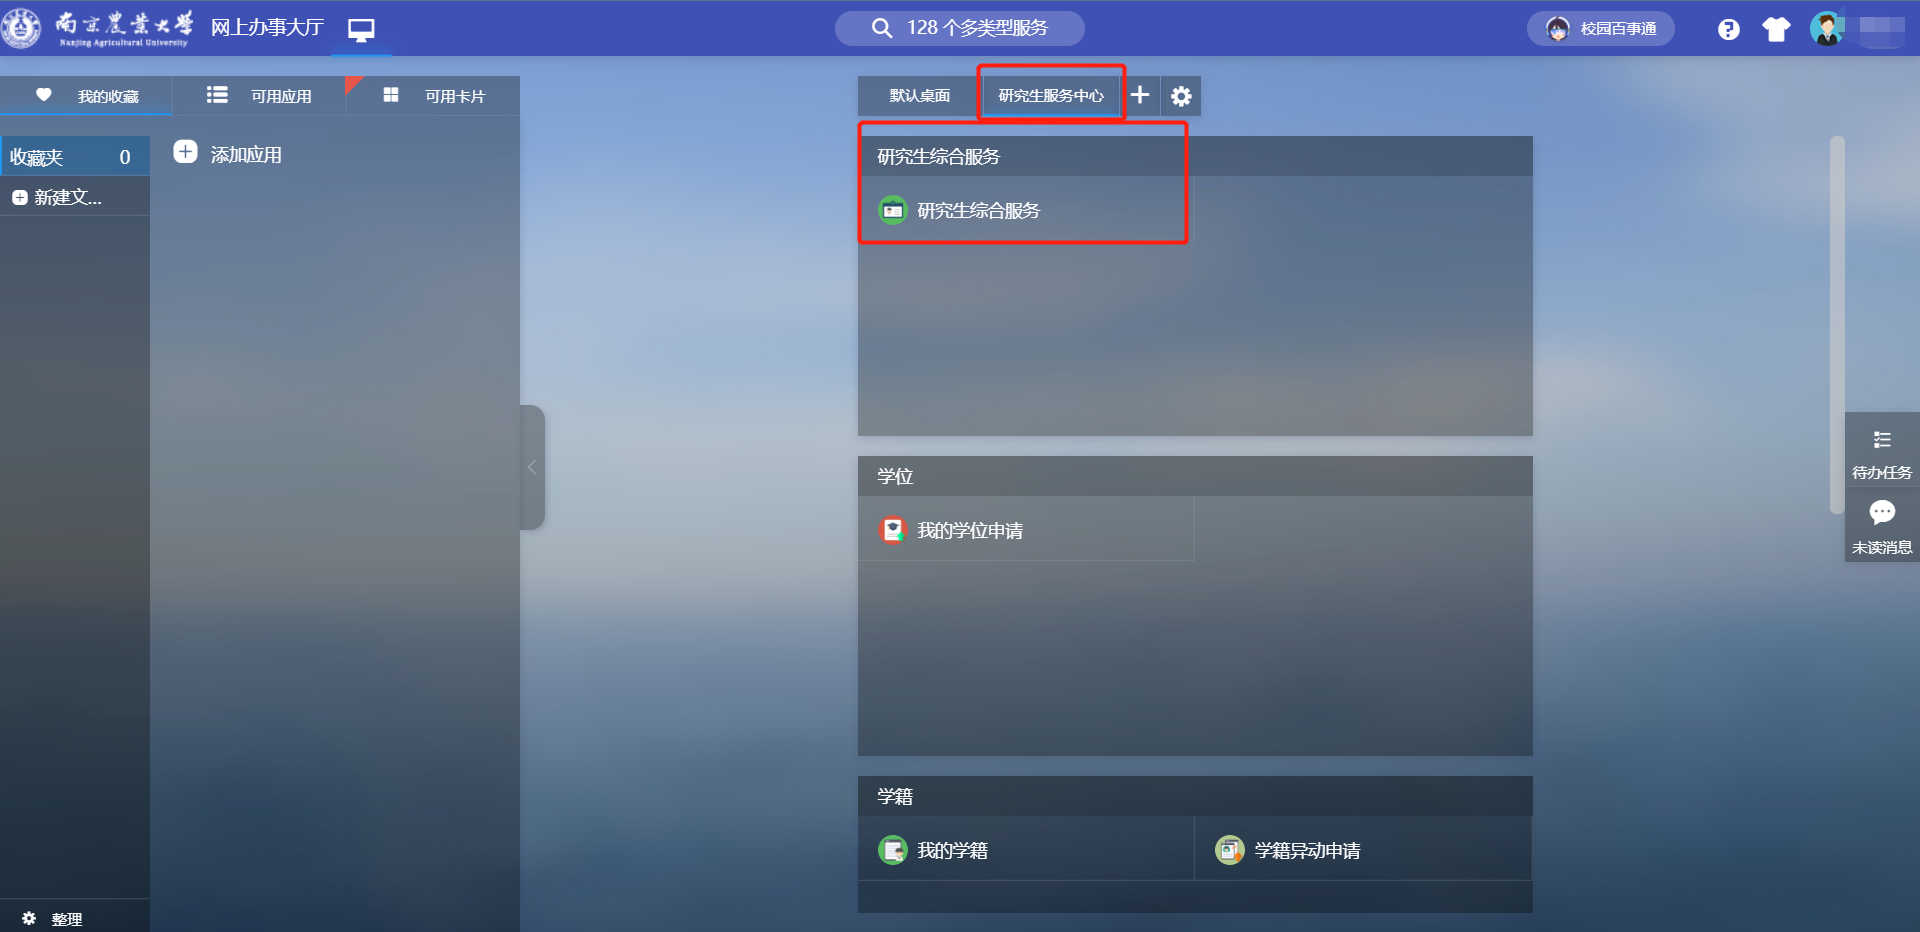 南京農業大學
Nanjing Agricultural University
网上办事大厅
128 个多类型服务
校园百事通
我的收藏
可用应用
可用卡片
收藏夹 0
新建文...
添加应用
整理
默认桌面
研究生服务中心
研究生综合服务
研究生综合服务
学位
我的学位申请
学籍
我的学籍
学籍异动申请
待办任务
未读消息